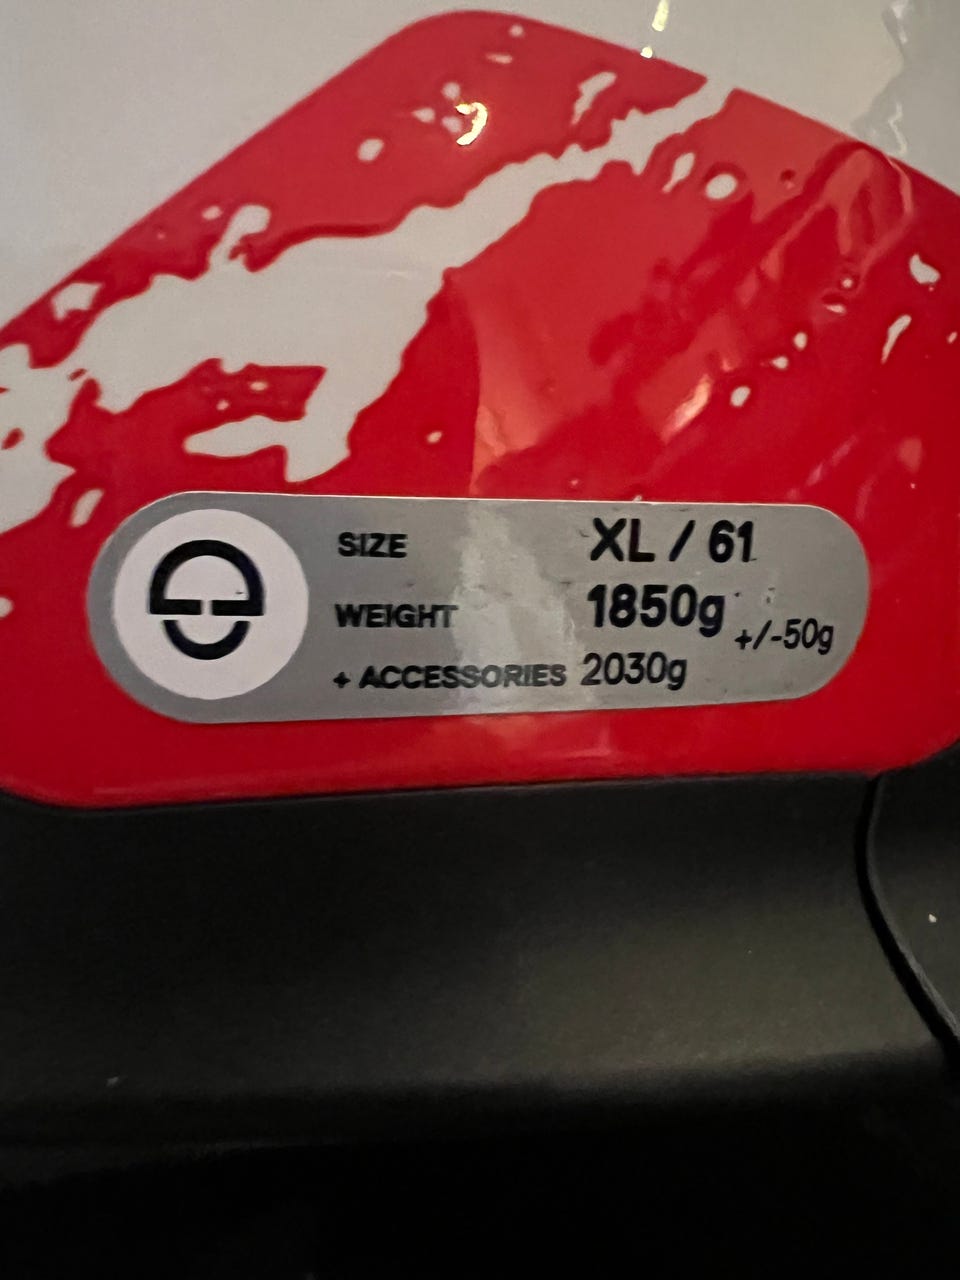 SIZE XL / 61
WEIGHT 1850g +/-50g
+ ACCESSORIES 2030g